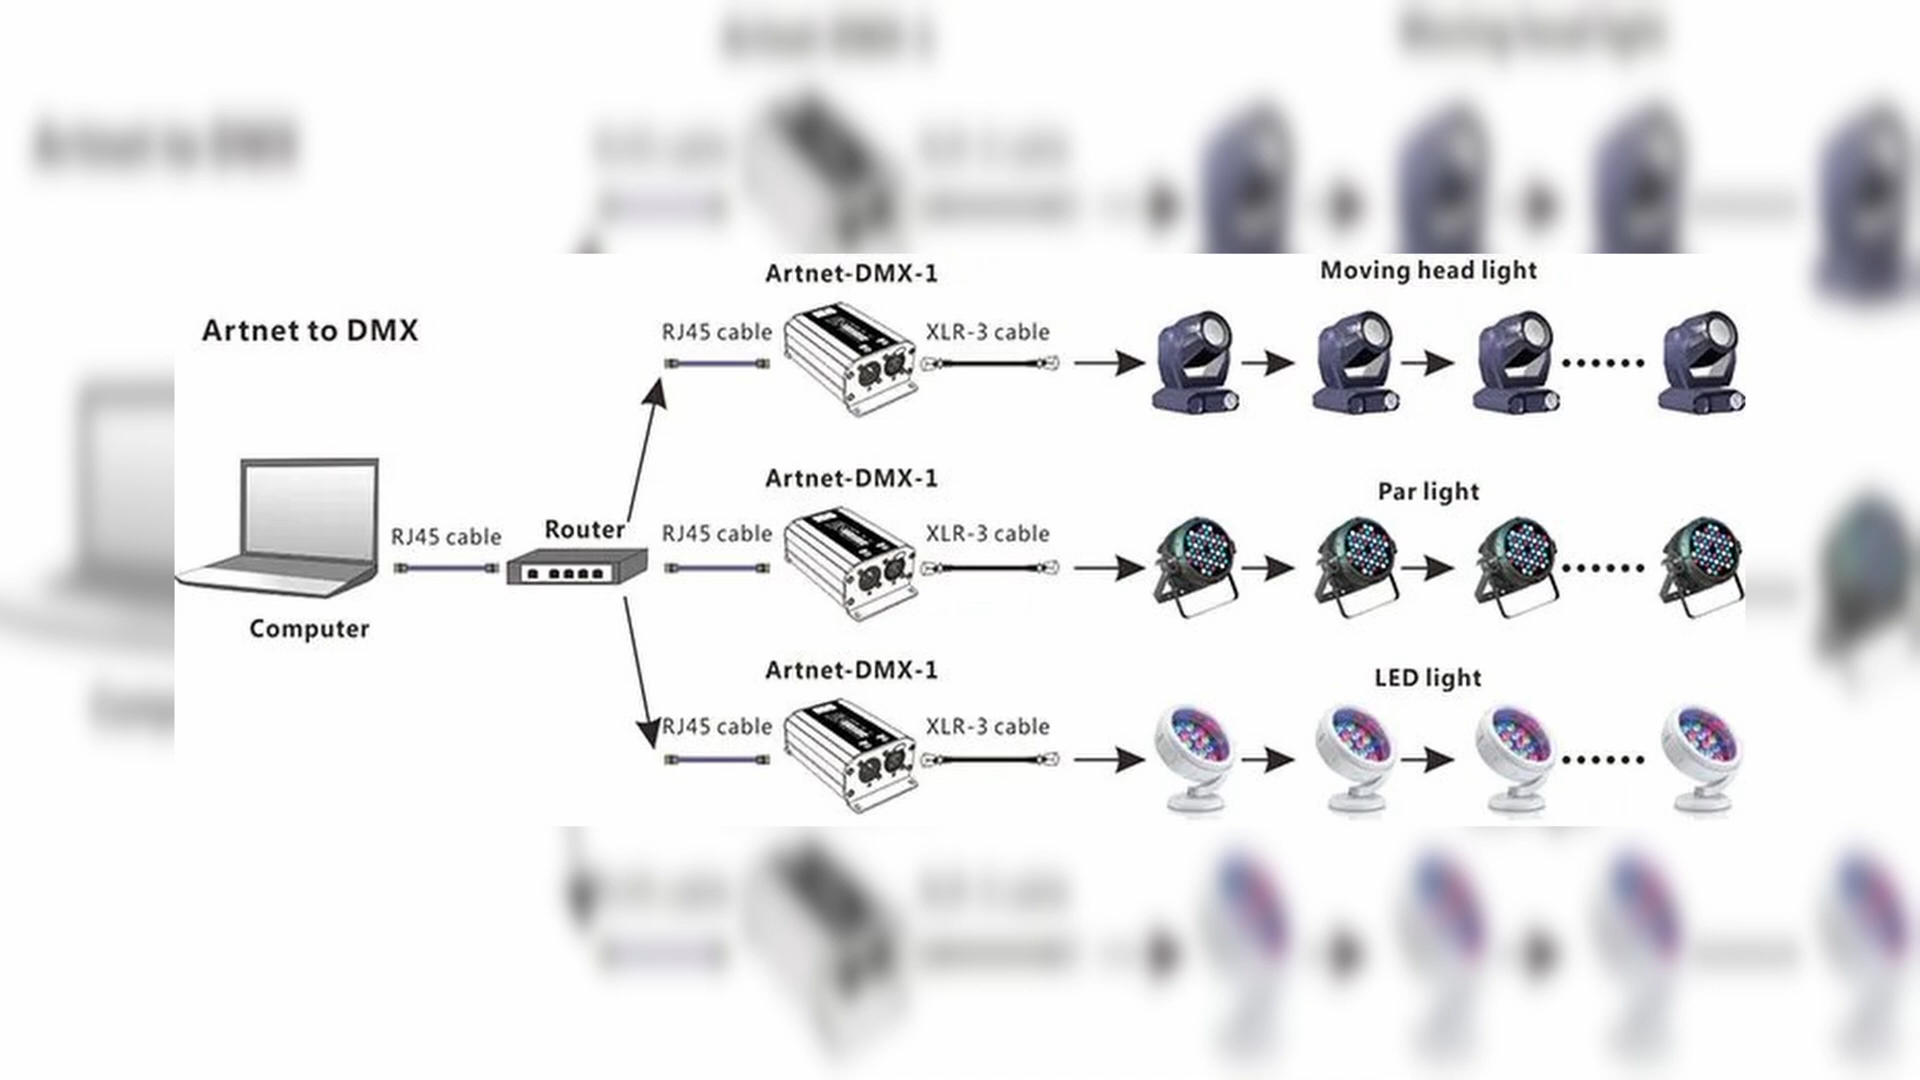 Artnet-DMX-1
Moving head light
Artnet to DMX
RJ45 cable
XLR-3 cable
Artnet-DMX-1
Par light
RJ45 cable
Router
RJ45 cable
XLR-3 cable
Computer
Artnet-DMX-1
LED light
RJ45 cable
XLR-3 cable